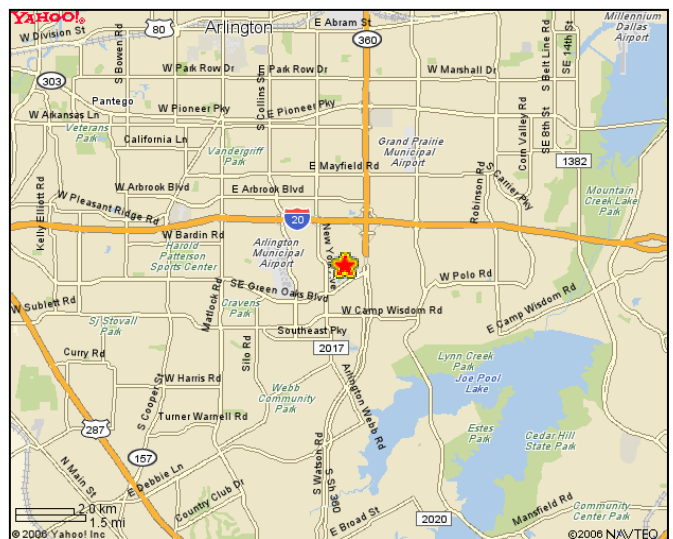 YAHOO!
W Division St
80
Arlington
E Abram St
Millennium
Dallas
Airport
S Bowen Rd
360
303
W Park Row Dr
Park Row Dr
W Marshall Dr
S Belt Line Rd
SE 14th St
Pantego
S Collins St
W Pioneer Pky
E Pioneer Pky
W Arkansas Ln
Veterans
Park
California Ln
Vandergriff
Park
Grand Prairie
Municipal
Airport
Corn Valley Rd
SE 8th St
E Mayfield Rd
1382
S Carrier Pky
Robinson Rd
W Arbrook Blvd
E Arbrook Blvd
Mountain
Creek Lake
Park
Kelly Elliott Rd
W Pleasant Ridge Rd
20
W Bardin Rd
New York Ave
Harold
Patterson
Sports Center
Arlington
Municipal
Airport
W Polo Rd
SE Green Oaks Blvd
W Sublett Rd
Matlock Rd
Cravens
Park
W Camp Wisdom Rd
E Camp Wisdom Rd
Sj Stovall
Park
Southeast Pky
2017
Silo Rd
Curry Rd
Lynn Creek
Park
Joe Pool
Lake
W Harris Rd
Webb
Community
Park
Arlington Webb Rd
S Cooper St
Turner Warnell Rd
287
Estes
Park
Cedar Hill
State Park
157
N Main St
E Debbie Ln
S Watson Rd
S Sh 360
Country Club Dr
Mansfield Rd
Community
Center Park
E Broad St
2020
2.0 km
1.5 mi
©2006 Yahoo! Inc
©2006 NAVTEQ